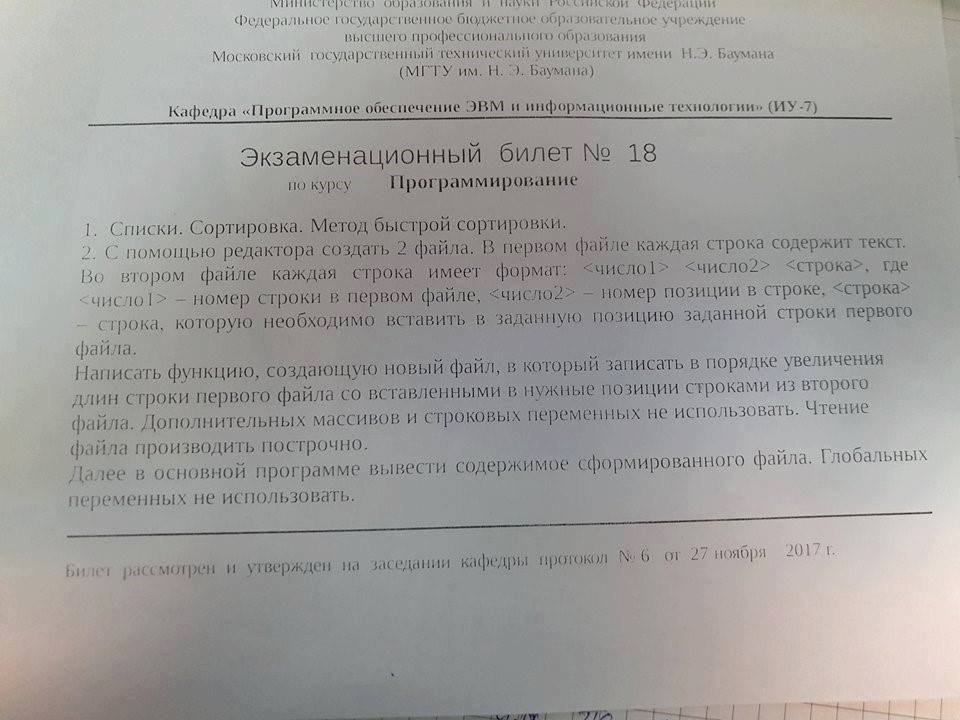 Министерство образования и науки Российской Федерации
Федеральное государственное бюджетное образовательное учреждение
высшего профессионального образования
Московский государственный технический университет имени Н.Э. Баумана
(МГТУ им. Н. Э. Баумана)
Кафедра «Программное обеспечение ЭВМ и информационные технологии» (ИУ-7)
Экзаменационный билет № 18
по курсу Программирование
1. Списки. Сортировка. Метод быстрой сортировки.
2. С помощью редактора создать 2 файла. В первом файле каждая строка содержит текст.
Во втором файле каждая строка имеет формат: <число1> <число2> <строка>, где
<число1> – номер строки в первом файле, <число2> – номер позиции в строке, <строка>
– строка, которую необходимо вставить в заданную позицию заданной строки первого
файла.
Написать функцию, создающую новый файл, в который записать в порядке увеличения
длин строки первого файла со вставленными в нужные позиции строками из второго
файла. Дополнительных массивов и строковых переменных не использовать. Чтение
файла производить построчно.
Далее в основной программе вывести содержимое сформированного файла. Глобальных
переменных не использовать.
Билет рассмотрен и утвержден на заседании кафедры протокол № 6 от 27 ноября 2017 г.